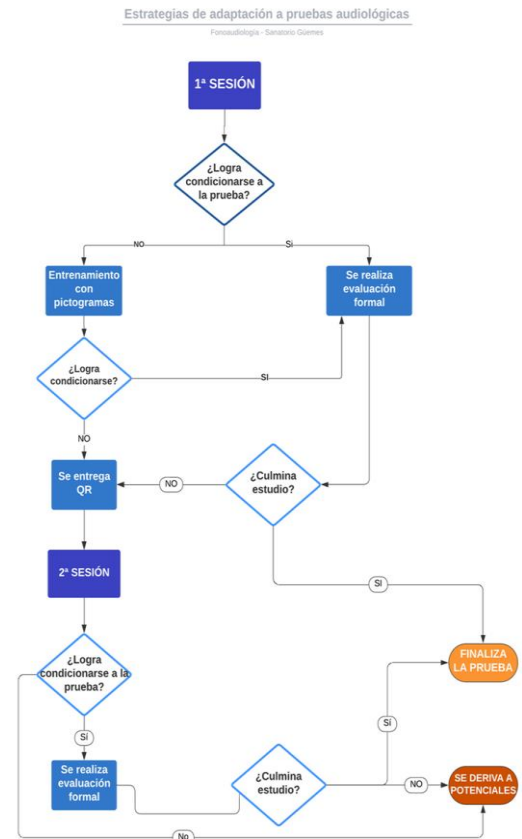 Estrategias de adaptación a pruebas audiológicas
Fonoaudiología - Sanatorio Güemes
1ª SESIÓN
¿Logra
condicionarse a
la prueba?
NO
Si
Entrenamiento
con
pictogramas
Se realiza
evaluación
formal
¿Logra
condicionarse?
SI
NO
Se entrega
QR
NO
¿Culmina
estudio?
2ª SESIÓN
SI
¿Logra
condicionarse a la
prueba?
FINALIZA
LA PRUEBA
Sí
Sí
Se realiza
evaluación
formal
¿Culmina
estudio?
NO
SE DERIVA A
POTENCIALES
No